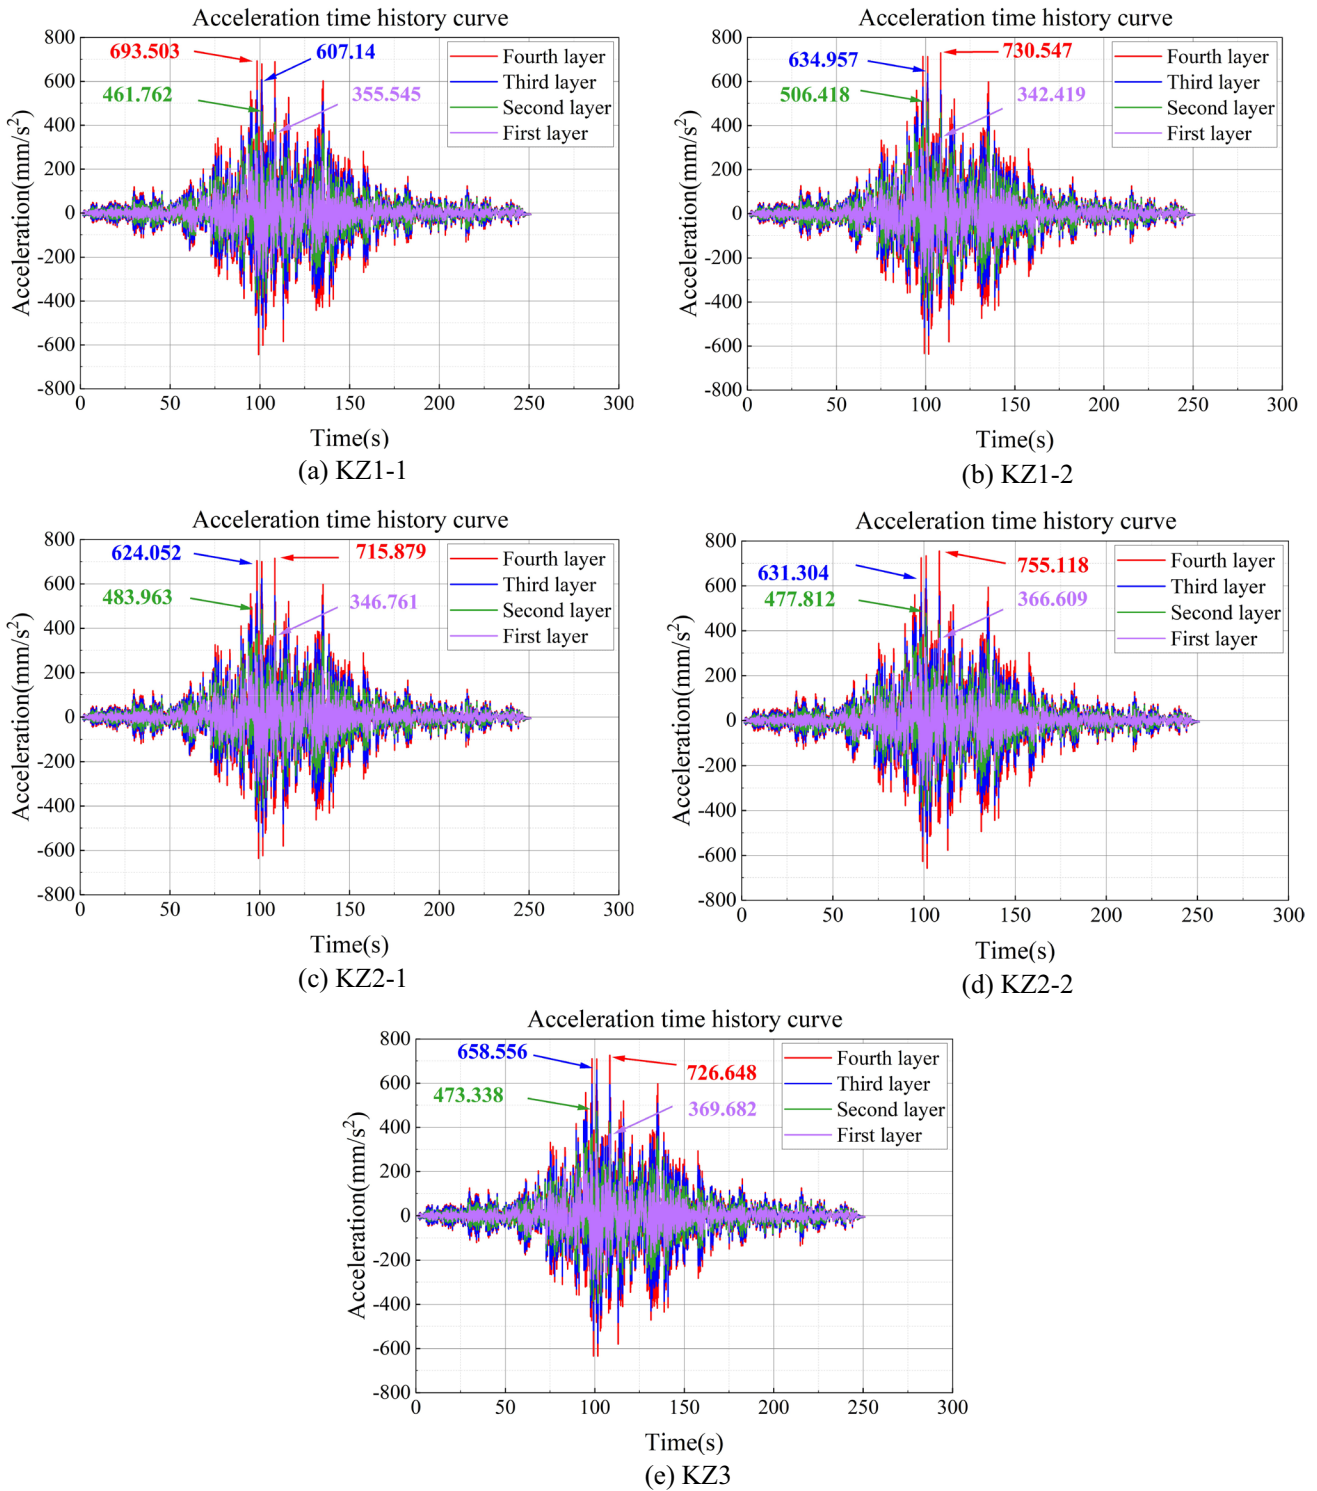 Acceleration time history curve
800
600
400
200
0
-200
-400
-600
-800
Acceleration(mm/s²)
693.503
607.14
461.762
355.545
Fourth layer
Third layer
Second layer
First layer
0 50 100 150 200 250 300
Time(s)
(a) KZ1-1
Acceleration time history curve
800
600
400
200
0
-200
-400
-600
-800
Acceleration(mm/s²)
634.957
730.547
506.418
342.419
Fourth layer
Third layer
Second layer
First layer
0 50 100 150 200 250 300
Time(s)
(b) KZ1-2
Acceleration time history curve
800
600
400
200
0
-200
-400
-600
-800
Acceleration(mm/s²)
624.052
715.879
483.963
346.761
Fourth layer
Third layer
Second layer
First layer
0 50 100 150 200 250 300
Time(s)
(c) KZ2-1
Acceleration time history curve
800
600
400
200
0
-200
-400
-600
-800
Acceleration(mm/s²)
755.118
631.304
477.812
366.609
Fourth layer
Third layer
Second layer
First layer
0 50 100 150 200 250 300
Time(s)
(d) KZ2-2
Acceleration time history curve
800
600
400
200
0
-200
-400
-600
-800
Acceleration(mm/s²)
658.556
726.648
473.338
369.682
Fourth layer
Third layer
Second layer
First layer
0 50 100 150 200 250 300
Time(s)
(e) KZ3